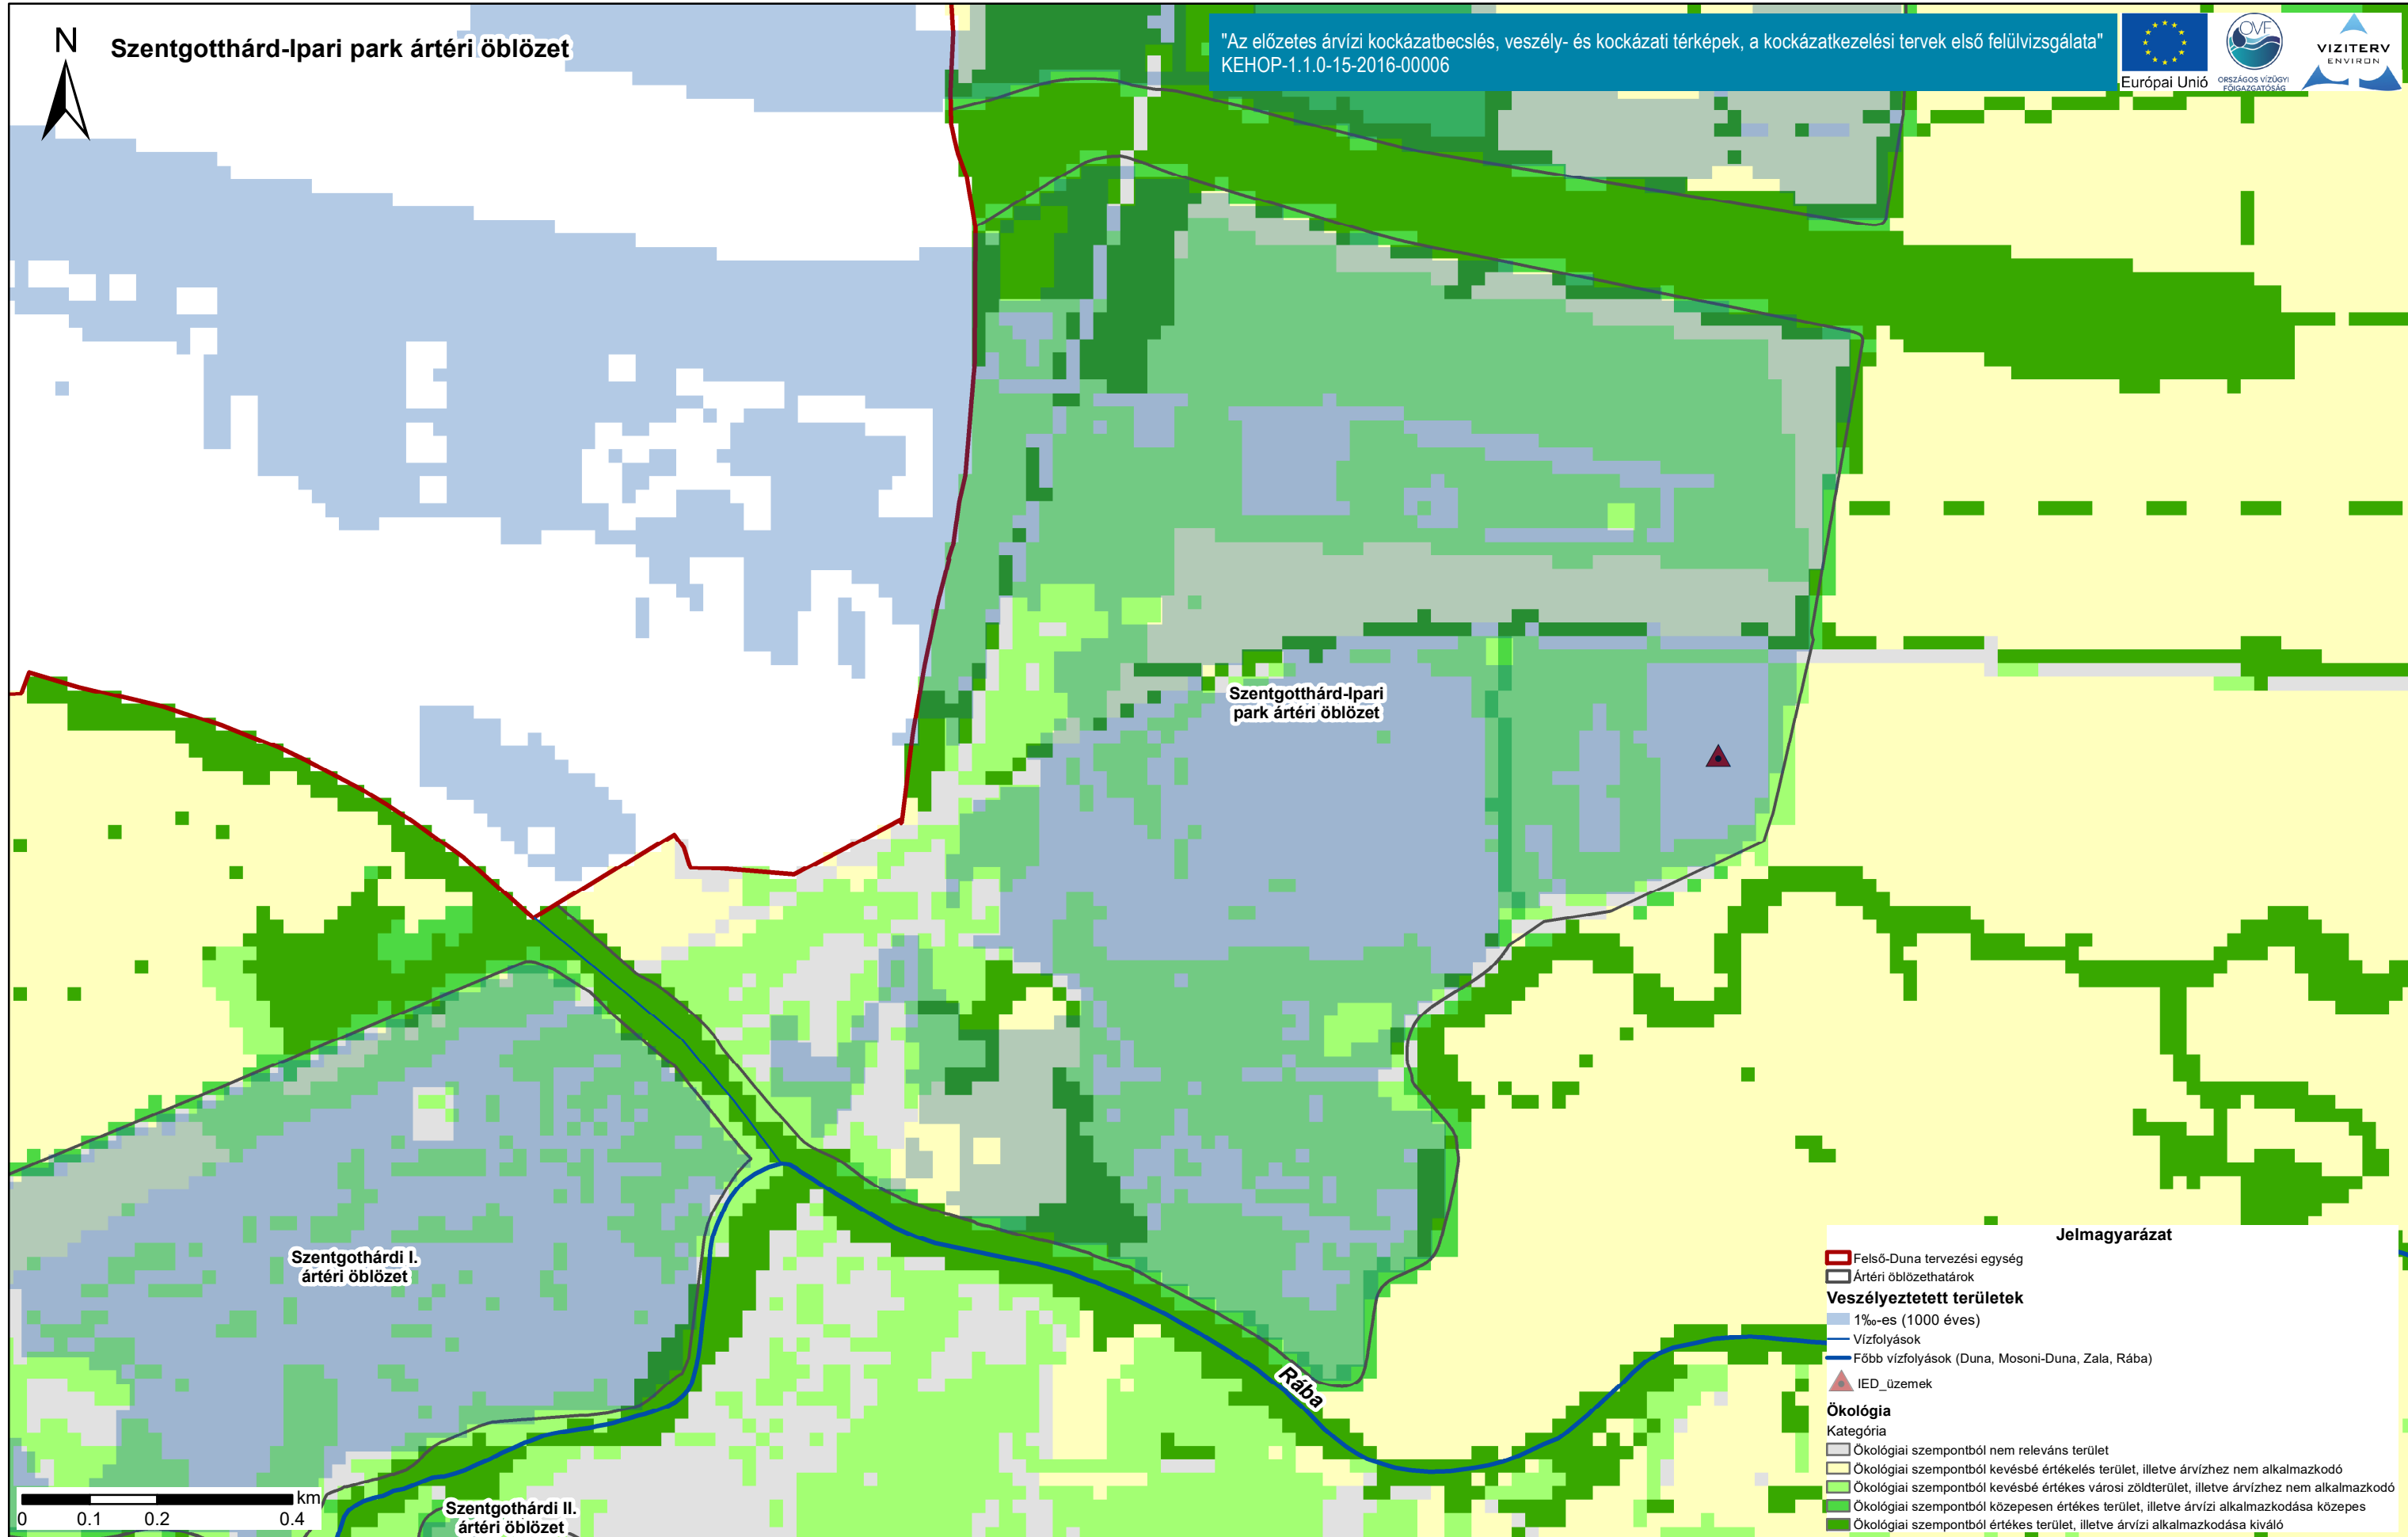 N
Szentgotthárd-Ipari park ártéri öblözet
"Az előzetes árvízi kockázatbecslés, veszély- és kockázati térképek, a kockázatkezelési tervek első felülvizsgálata"
KEHOP-1.1.0-15-2016-00006
Európai Unió
OVF
ORSZÁGOS VÍZÜGYI
FŐIGAZGATÓSÁG
VIZITERV
ENVIRON
Szentgotthárd-Ipari
park ártéri öblözet
Szentgothárdi I.
ártéri öblözet
Rába
Szentgothárdi II.
ártéri öblözet
km
0 0.1 0.2 0.4
Jelmagyarázat
Felső-Duna tervezési egység
Ártéri öblözethatárok
Veszélyeztetett területek
1‰-es (1000 éves)
Vízfolyások
Főbb vízfolyások (Duna, Mosoni-Duna, Zala, Rába)
IED_üzemek
Ökológia
Kategória
Ökológiai szempontból nem releváns terület
Ökológiai szempontból kevésbé értékelés terület, illetve árvízhez nem alkalmazkodó
Ökológiai szempontból kevésbé értékes városi zöldterület, illetve árvízhez nem alkalmazkodó
Ökológiai szempontból közepesen értékes terület, illetve árvízi alkalmazkodása közepes
Ökológiai szempontból értékes terület, illetve árvízi alkalmazkodása kiváló